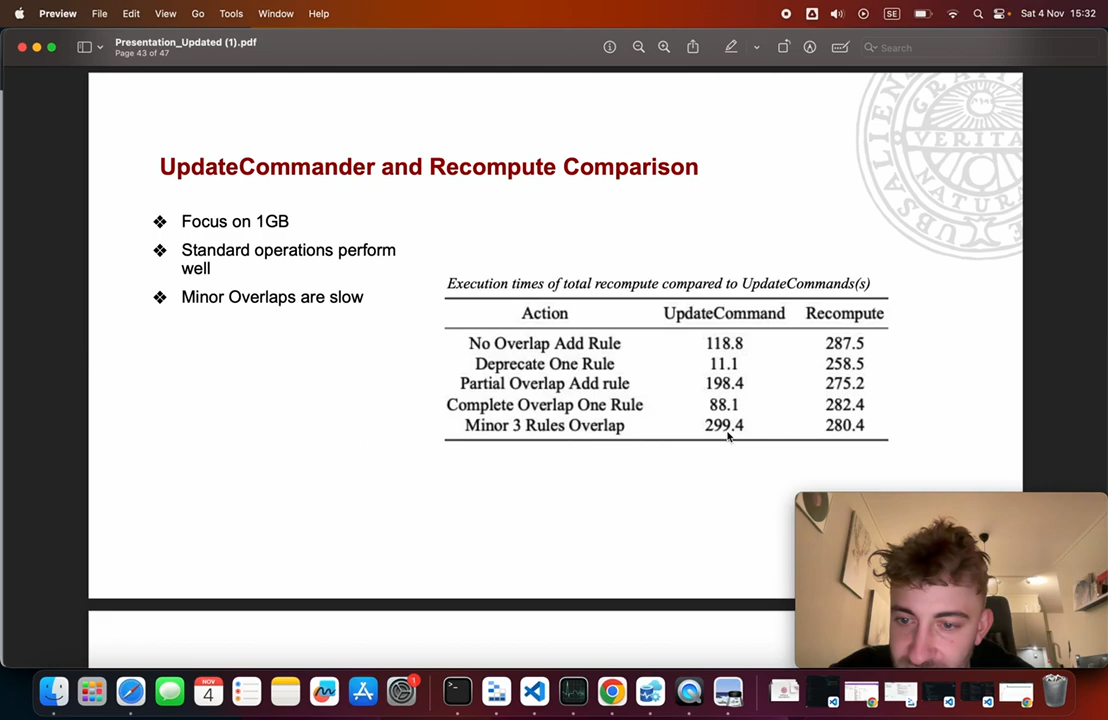 Preview File Edit View Go Tools Window Help SE Sat 4 Nov 15:32
Presentation_Updated (1).pdf
Page 43 of 47
Search
GRATIAE
VERITAS
NATURAE
UpdateCommander and Recompute Comparison
❖ Focus on 1GB
❖ Standard operations perform
well
❖ Minor Overlaps are slow
Execution times of total recompute compared to UpdateCommands(s)
Action UpdateCommand Recompute
No Overlap Add Rule 118.8 287.5
Deprecate One Rule 11.1 258.5
Partial Overlap Add rule 198.4 275.2
Complete Overlap One Rule 88.1 282.4
Minor 3 Rules Overlap 299.4 280.4
NOV
4
1